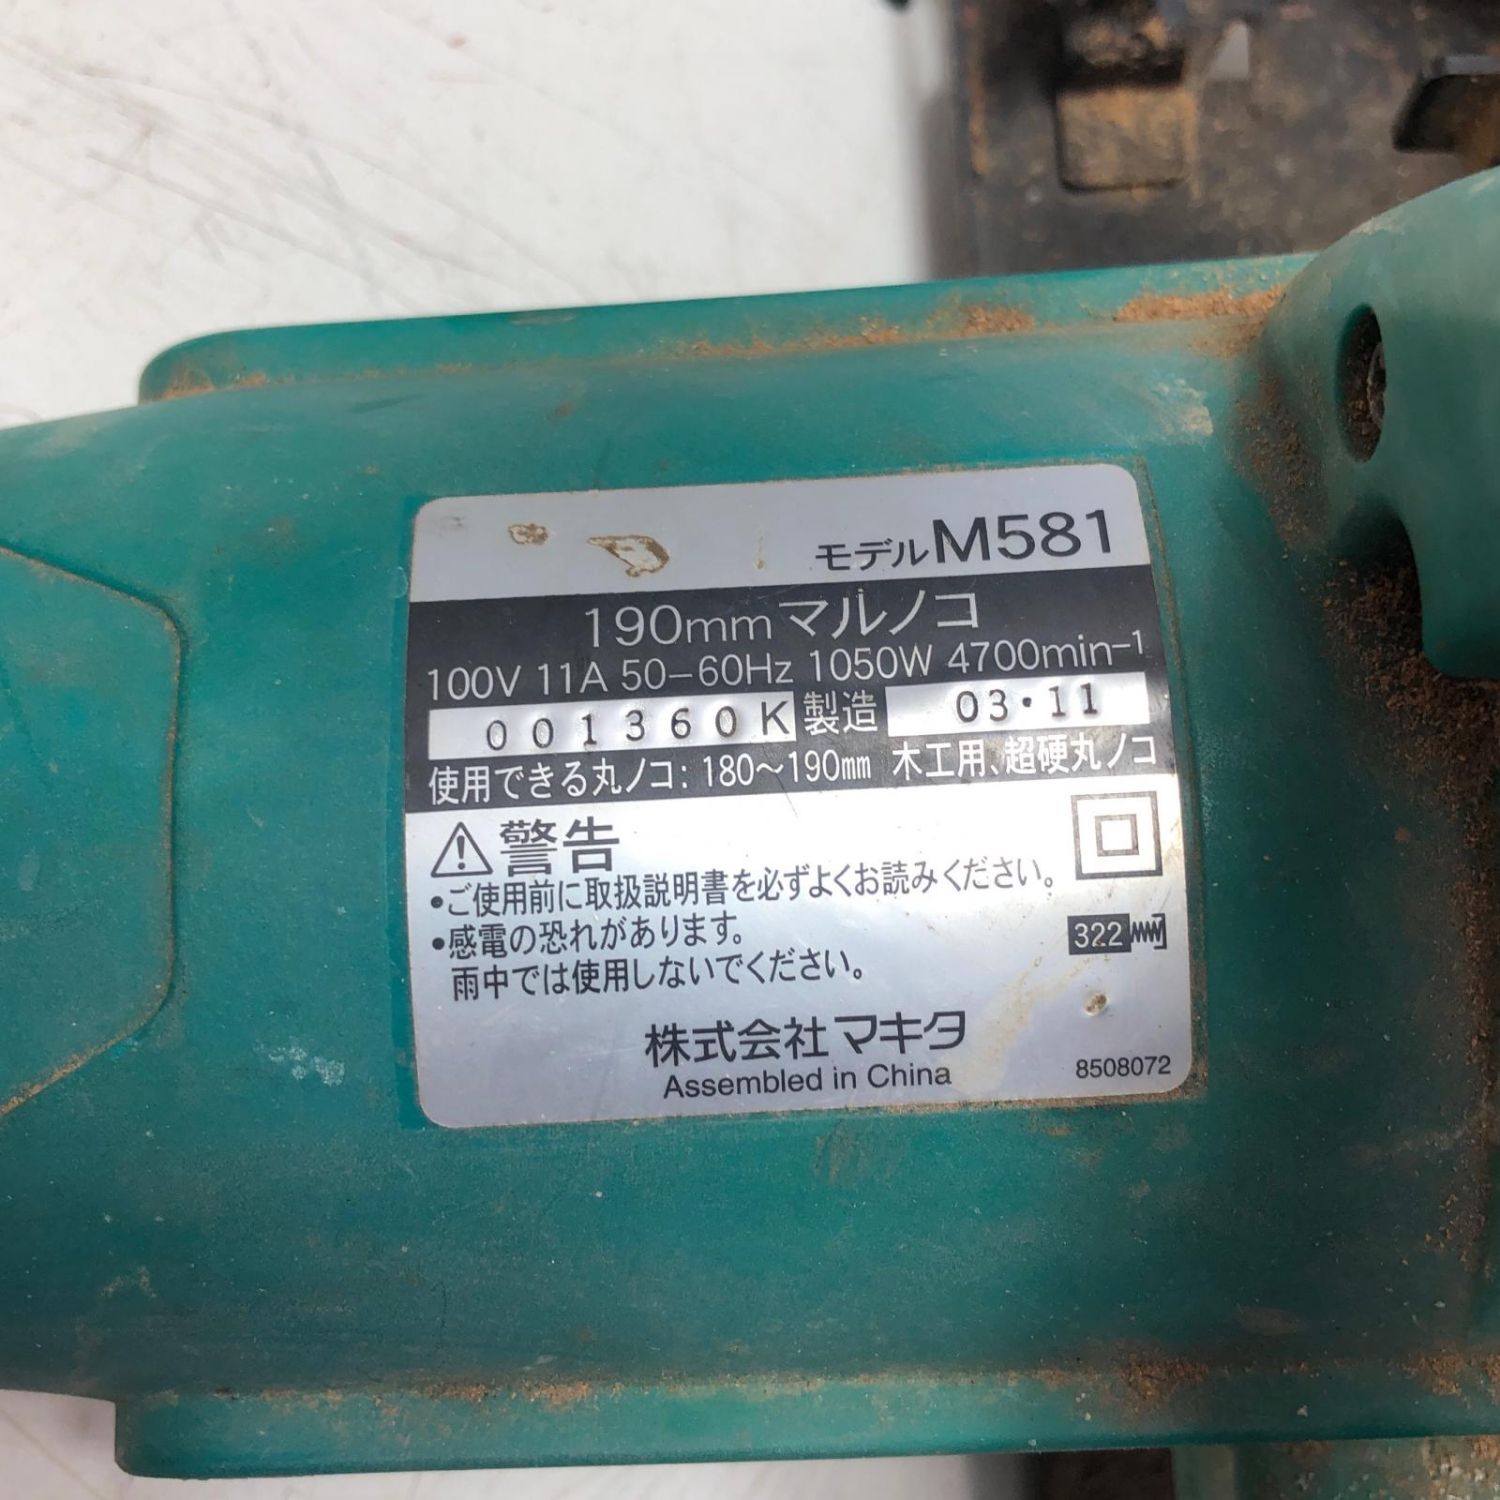 モデルM581
190mmマルノコ
100V 11A 50-60Hz 1050W 4700min-1
001360K 製造 03・11
使用できる丸ノコ:180～190mm 木工用、超硬丸ノコ
警告
•ご使用前に取扱説明書を必ずよくお読みください。
•感電の恐れがあります。
322
雨中では使用しないでください。
株式会社マキタ
Assembled in China
8508072